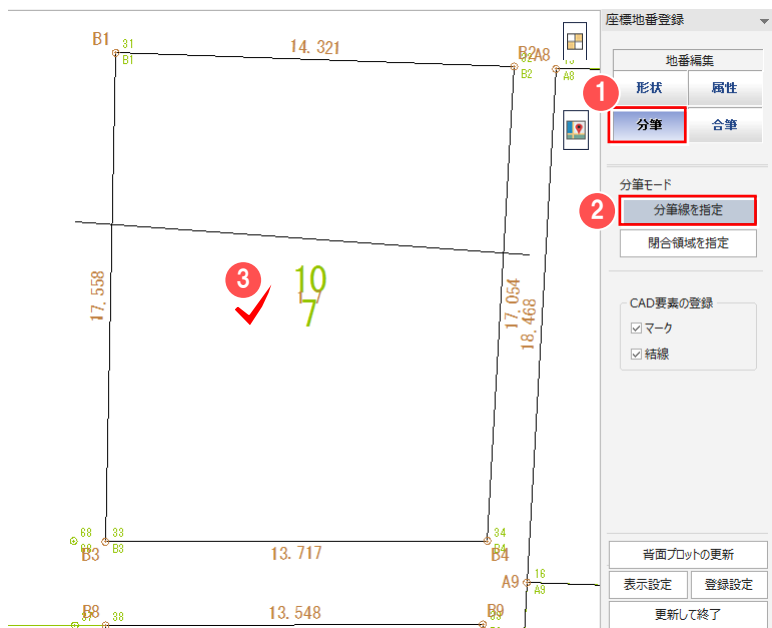 座標地番登録
地番編集
1
形状 属性
分筆 合筆
分筆モード
2
分筆線を指定
閉合領域を指定
CAD要素の登録
マーク
結線
背面プロットの更新
表示設定 登録設定
更新して終了
B1 31
B1
14.321
B2 A8
B2 A8
17.558
3
10
7
17.054
18.468
68 33
B3 B3
13.717
34
B4
A9 16
A9
B8 38
13.548
B9